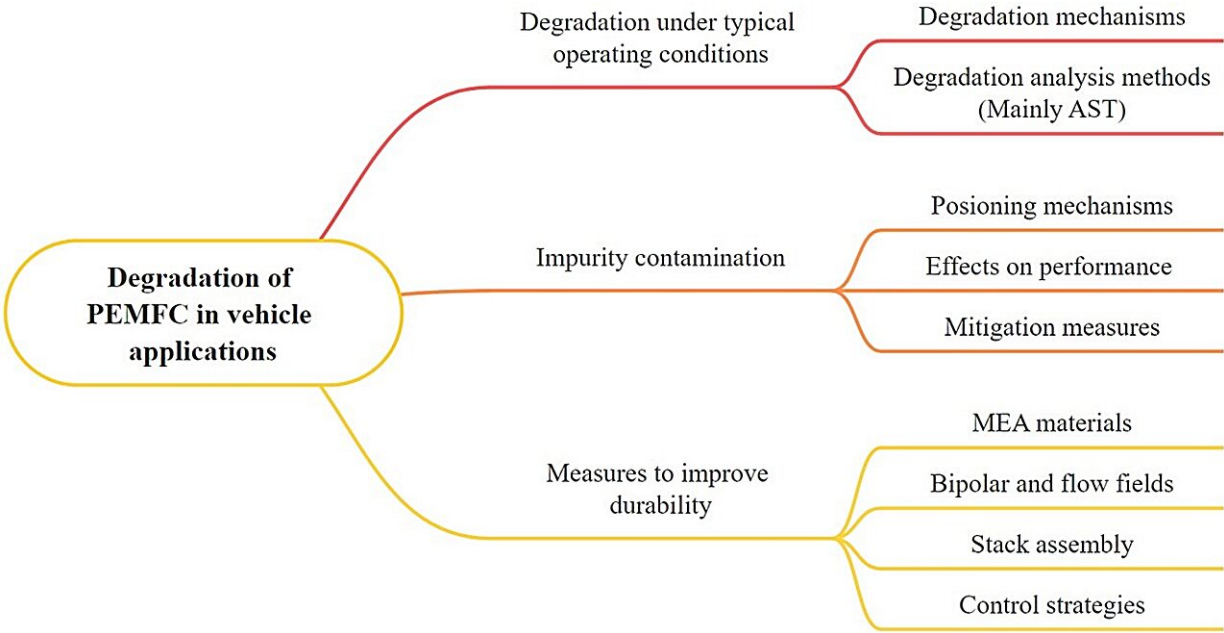 Degradation of
PEMFC in vehicle
applications
Degradation under typical
operating conditions
Degradation mechanisms
Degradation analysis methods
(Mainly AST)
Impurity contamination
Posioning mechanisms
Effects on performance
Mitigation measures
Measures to improve
durability
MEA materials
Bipolar and flow fields
Stack assembly
Control strategies